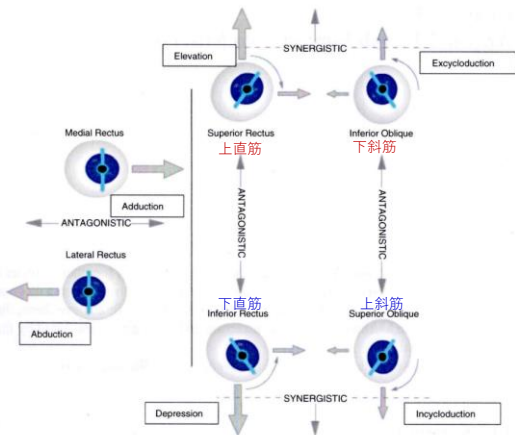 SYNERGISTIC
Elevation
Excycloduction
Medial Rectus
Superior Rectus
Inferior Oblique
上直筋
下斜筋
Adduction
ANTAGONISTIC
ANTAGONISTIC
ANTAGONISTIC
Lateral Rectus
下直筋
上斜筋
Inferior Rectus
Superior Oblique
Abduction
SYNERGISTIC
Depression
Incycloduction